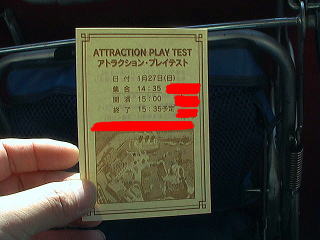 ATTRACTION PLAY TEST
アトラクション・プレイテスト
日 付 1月27日(日)
集 合 14:35
開 演 15:00
終 了 15:35予定